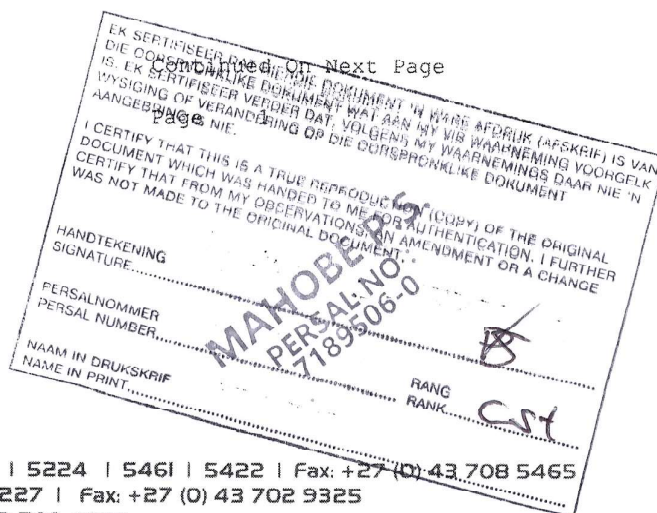 Continued On Next Page
Page 1
EK SERTIFISEER DAT HIERDIE DOKUMENT 'N WARE AFDRUK (AFSKRIF) IS VAN
DIE OORSPRONKLIKE DOKUMENT WAT AAN MY VIR WAARNEMING VOORGELÊ
IS. EK SERTIFISEER VERDER DAT, VOLGENS MY WAARNEMINGS DAAR NIE 'N
WYSIGING OF VERANDERING OP DIE OORSPRONKLIKE DOKUMENT
AANGEBRING IS NIE.
I CERTIFY THAT THIS IS A TRUE REPRODUCTION (COPY) OF THE ORIGINAL
DOCUMENT WHICH WAS HANDED TO ME FOR AUTHENTICATION. I FURTHER
CERTIFY THAT FROM MY OBSERVATIONS, AN AMENDMENT OR A CHANGE
WAS NOT MADE TO THE ORIGINAL DOCUMENT.
HANDTEKENING
SIGNATURE
MAHOBE P.S
PERSAL NO:
7189506-0
PERSALNOMMER
PERSAL NUMBER
RANG
RANK Cst
NAAM IN DRUKSKRIF
NAME IN PRINT
| 5224 | 5461 | 5422 | Fax: +27 (0) 43 708 5465
227 | Fax: +27 (0) 43 702 9325